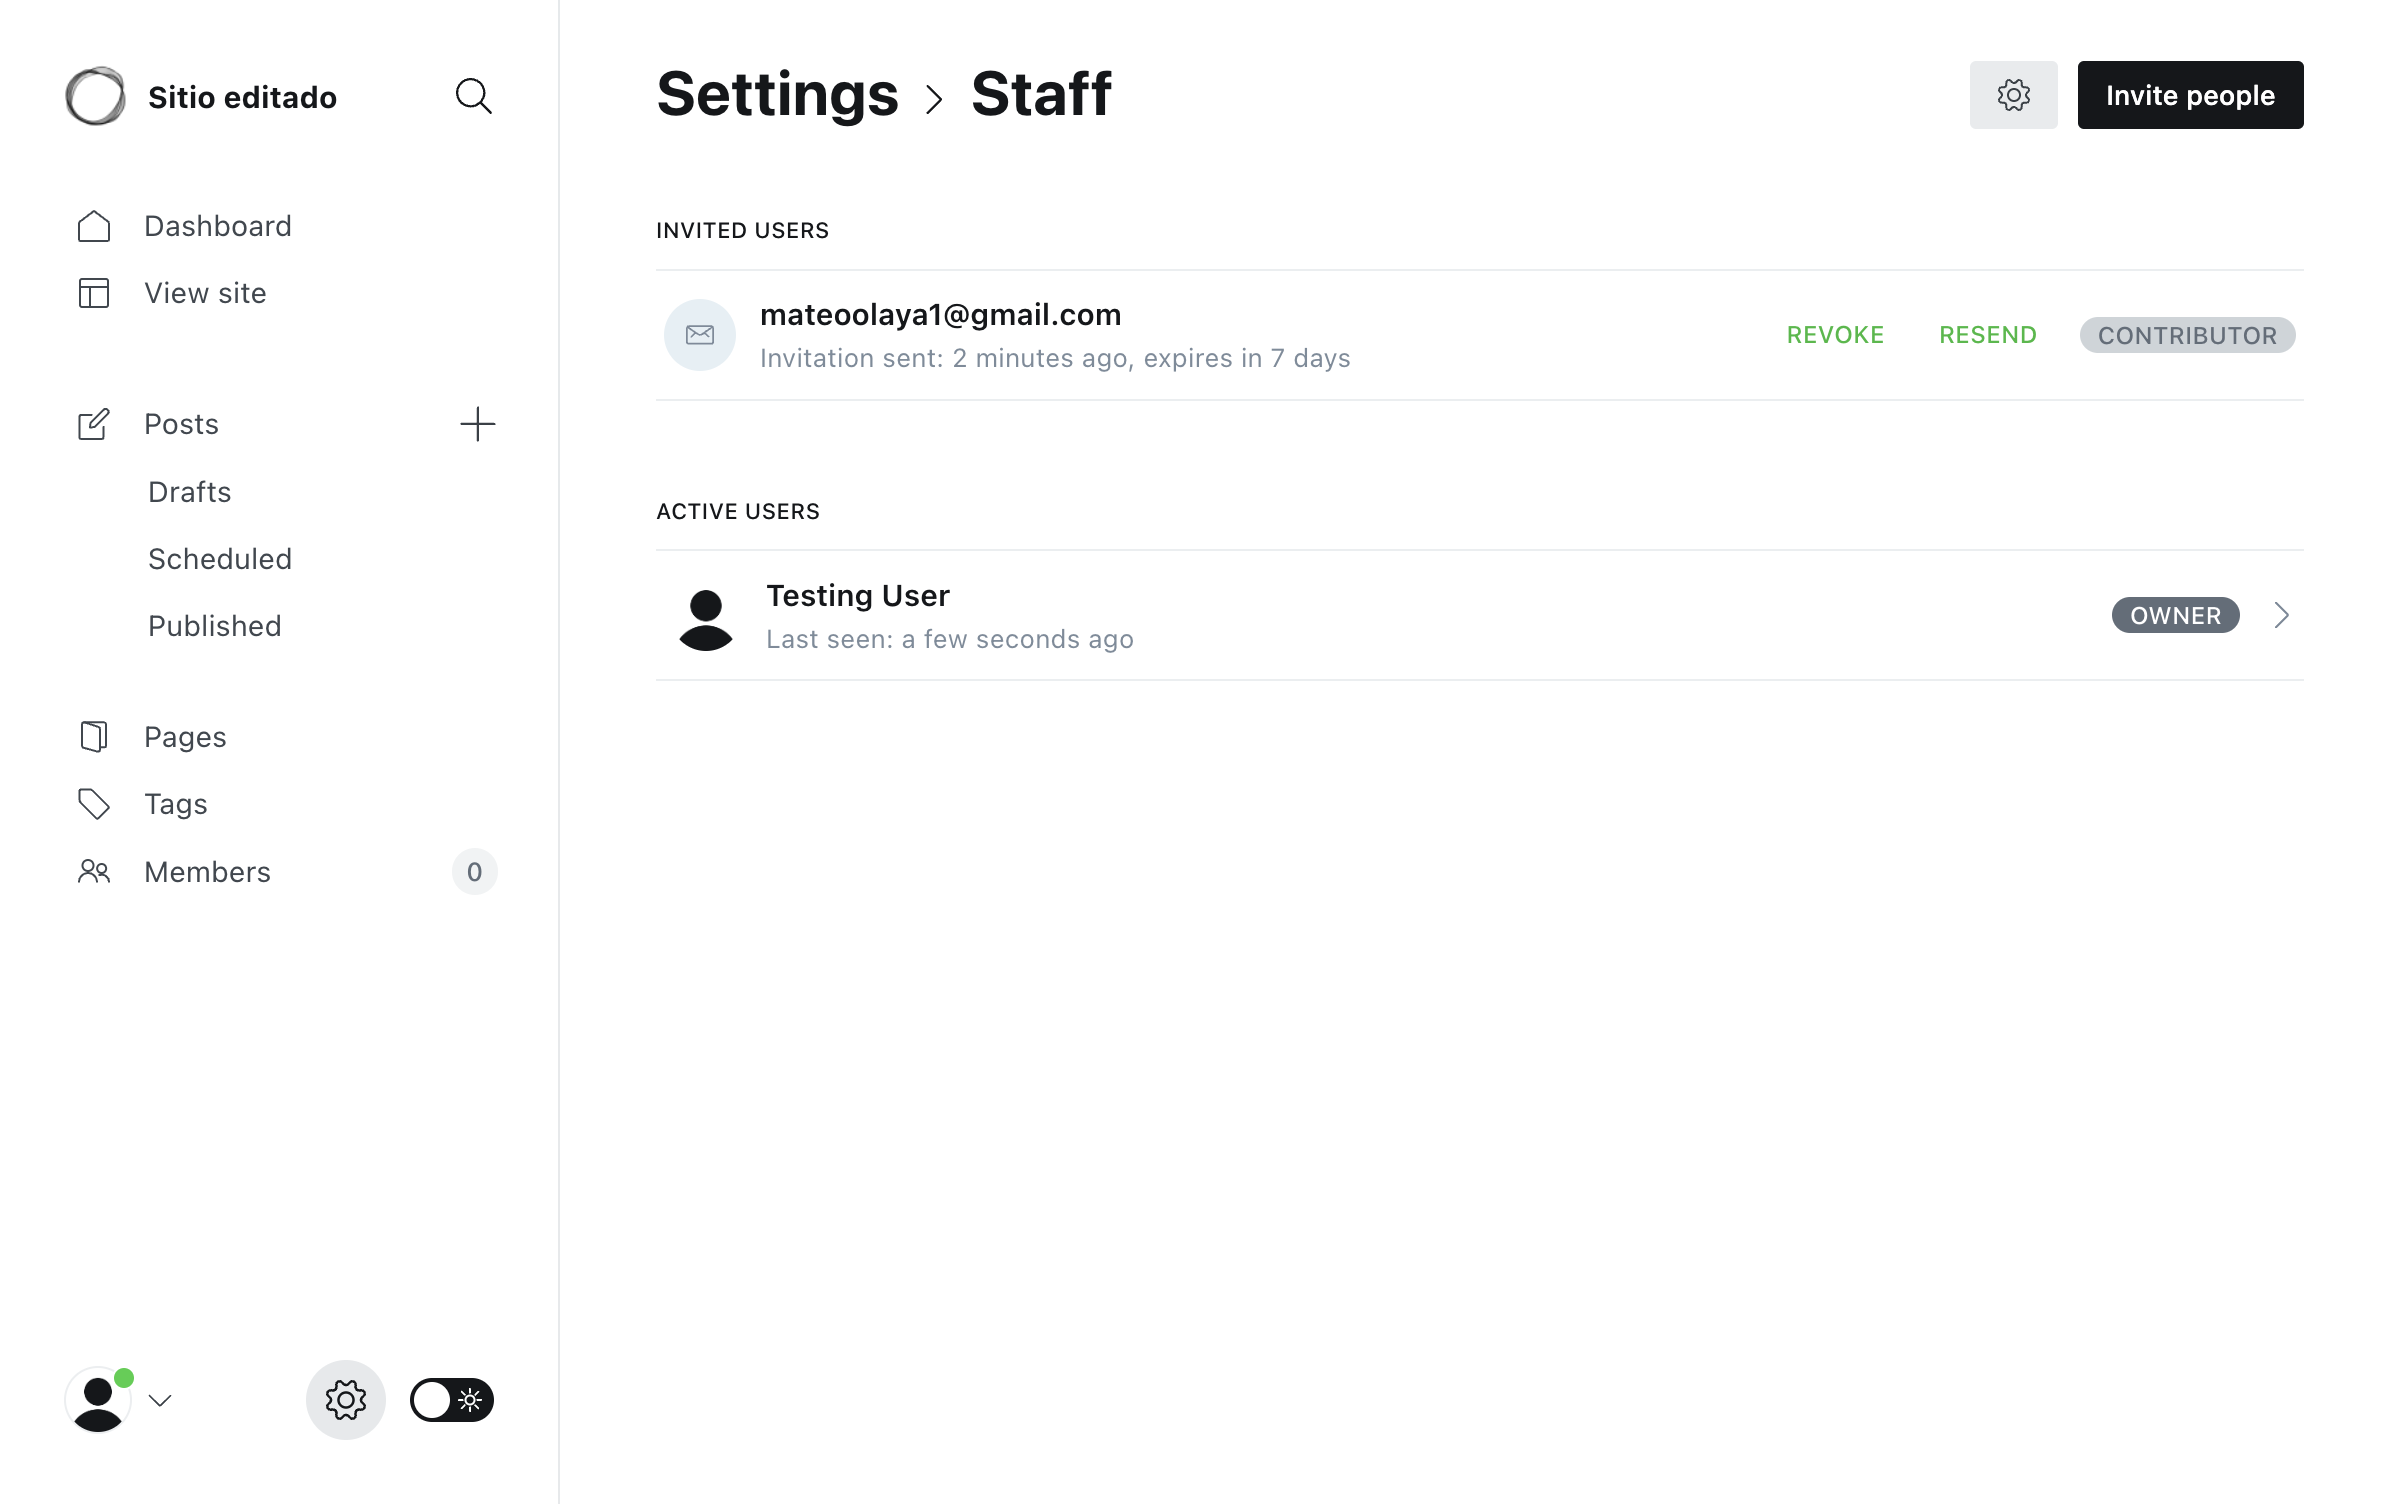 Sitio editado
Dashboard
View site
Posts
Drafts
Scheduled
Published
Pages
Tags
Members 0
Settings > Staff
Invite people
INVITED USERS
mateoolaya1@gmail.com
Invitation sent: 2 minutes ago, expires in 7 days
REVOKE RESEND CONTRIBUTOR
ACTIVE USERS
Testing User
Last seen: a few seconds ago
OWNER